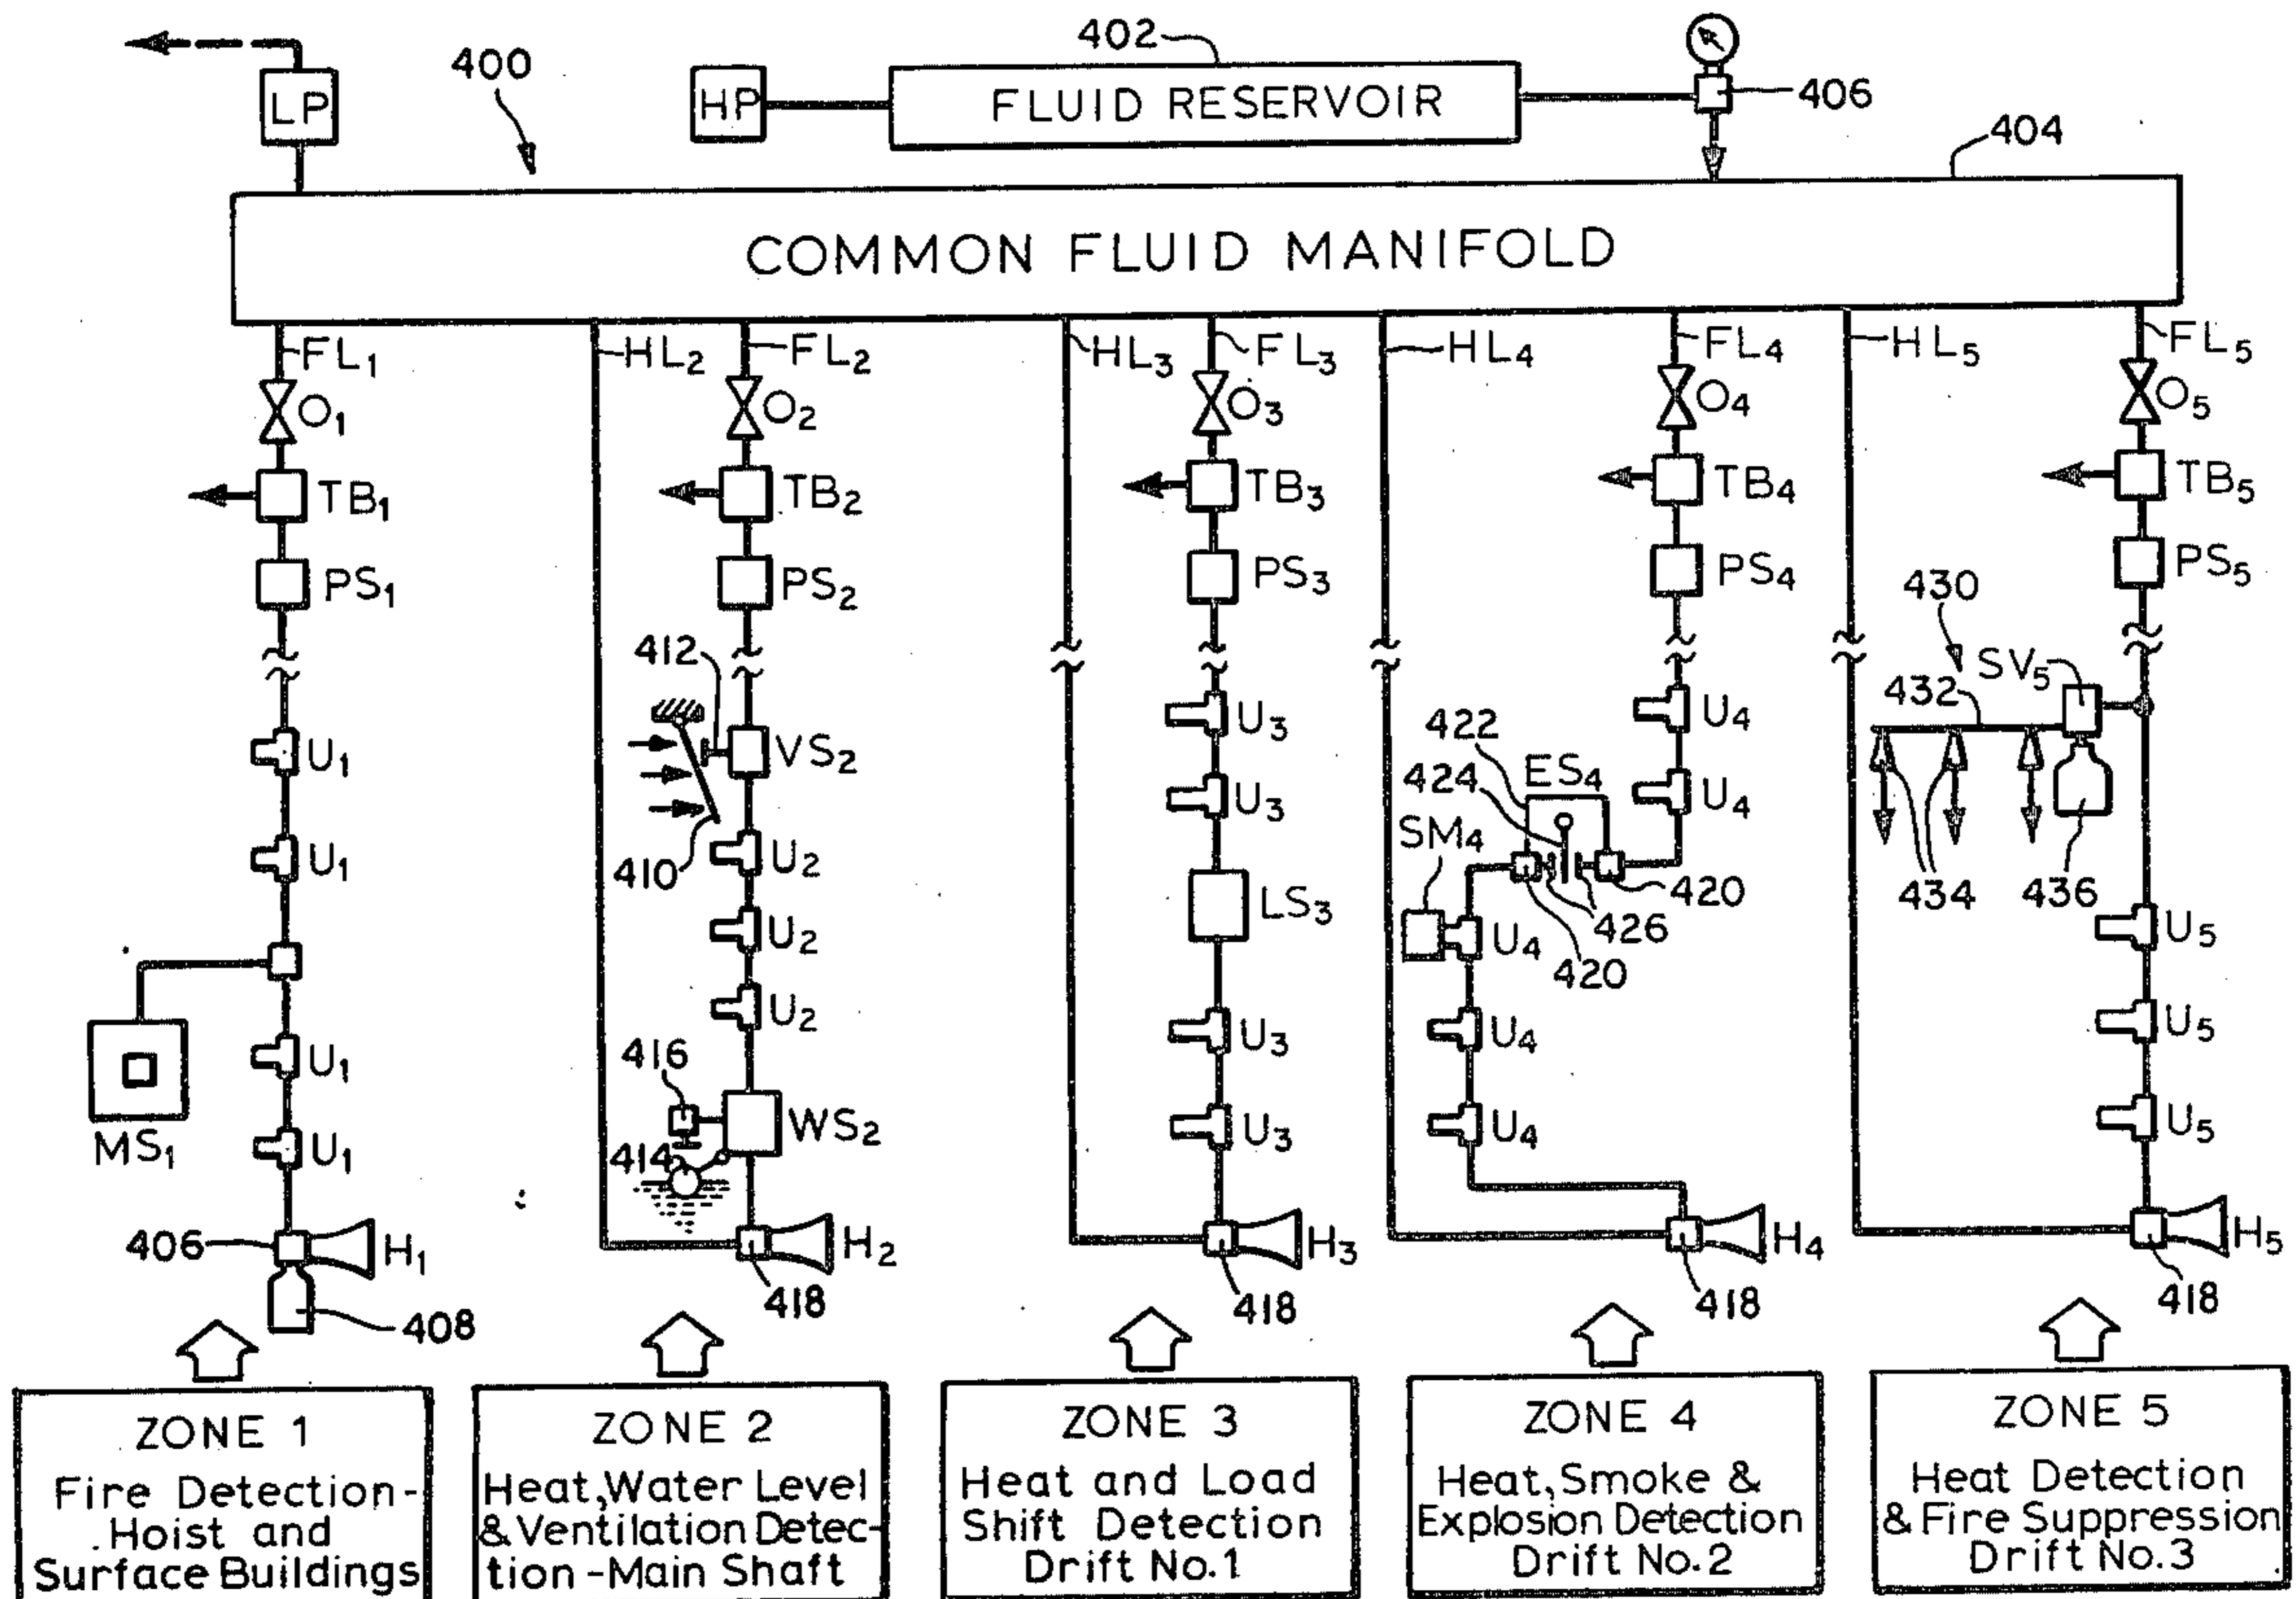 402
400
LP
HP
FLUID RESERVOIR
406
404
COMMON FLUID MANIFOLD
FL₁
HL₂
FL₂
HL₃
FL₃
HL₄
FL₄
HL₅
FL₅
O₁
O₂
O₃
O₄
O₅
TB₁
TB₂
TB₃
TB₄
TB₅
PS₁
PS₂
PS₃
PS₄
PS₅
430
412
SV₅
432
U₁
VS₂
U₃
U₄
422
424
ES₄
U₃
U₄
410
U₁
U₂
SM₄
434
436
LS₃
420
426
U₂
U₄
420
U₅
U₂
U₃
U₄
U₅
416
U₁
MS₁
WS₂
U₃
U₄
U₅
414
U₁
406
H₁
H₂
H₃
H₄
H₅
408
418
418
418
418
ZONE 1
Fire Detection-
Hoist and
Surface Buildings
ZONE 2
Heat, Water Level
& Ventilation Detec-
tion-Main Shaft
ZONE 3
Heat and Load
Shift Detection
Drift No.1
ZONE 4
Heat, Smoke &
Explosion Detection
Drift No.2
ZONE 5
Heat Detection
& Fire Suppression
Drift No.3